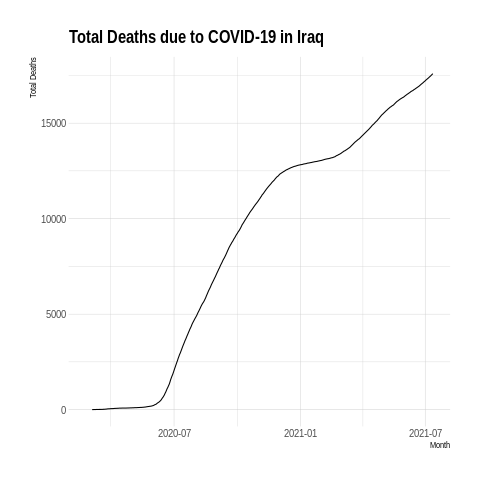 Total Deaths due to COVID-19 in Iraq
Total Deaths
15000
10000
5000
0
2020-07
2021-01
2021-07
Month